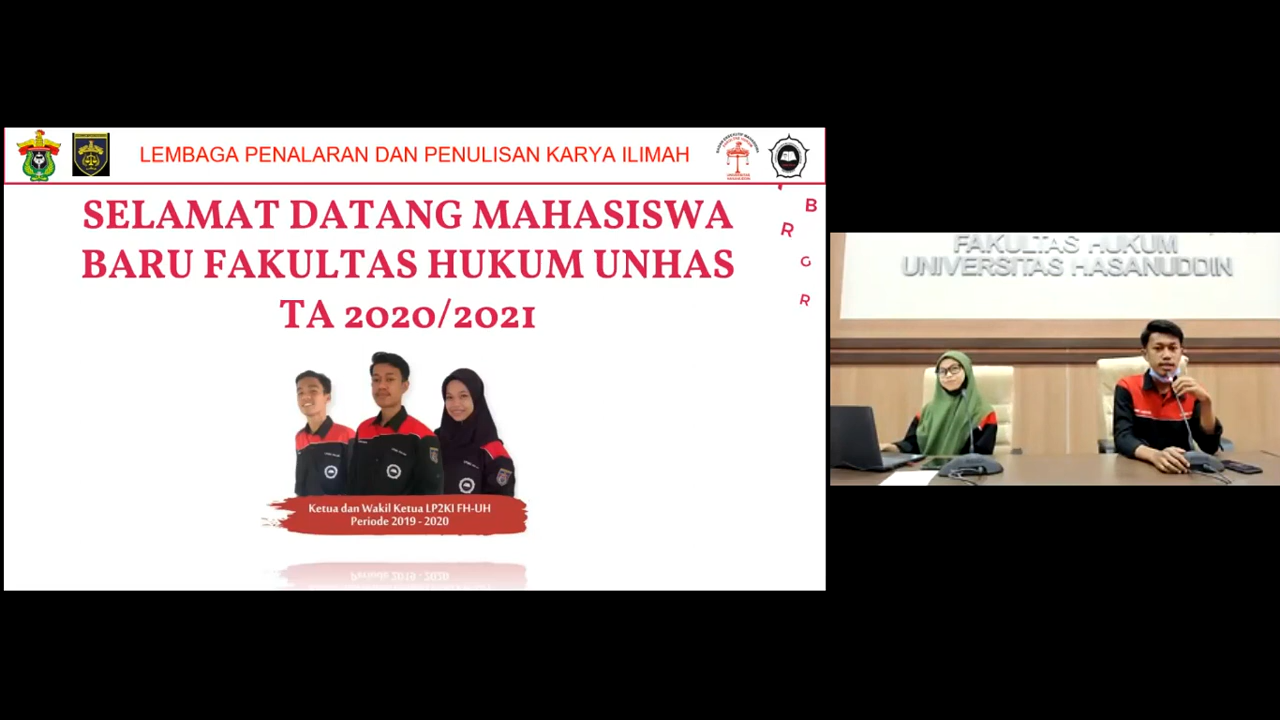 LEMBAGA PENALARAN DAN PENULISAN KARYA ILIMAH
SELAMAT DATANG MAHASISWA
BARU FAKULTAS HUKUM UNHAS
TA 2020/2021
B
R
G
R
Ketua dan Wakil Ketua LP2KI FH-UH
Periode 2019 - 2020
FAKULTAS HUKUM
UNIVERSITAS HASANUDDIN